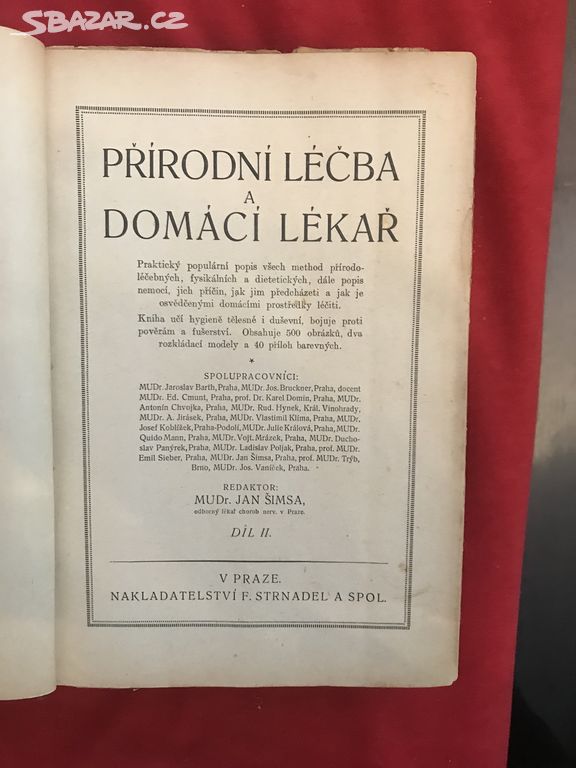 SBAZAR.CZ
PŘÍRODNÍ LÉČBA
A
DOMÁCÍ LÉKAŘ
Praktický populární popis všech method přírodo-
léčebných, fysikálních a dietetických, dále popis
nemocí, jich příčin, jak jim předcházeti a jak je
osvědčenými domácími prostředky léčiti.
Kniha učí hygieně tělesné i duševní, bojuje proti
pověrám a fušerství. Obsahuje 500 obrázků, dva
rozkládací modely a 40 příloh barevných.
*
SPOLUPRACOVNÍCI:
MUDr. Jaroslav Barth, Praha, MUDr. Jos. Bruckner, Praha, docent
MUDr. Ed. Cmunt, Praha, prof. Dr. Karel Domin, Praha, MUDr.
Antonín Chvojka, Praha, MUDr. Rud. Hynek, Král. Vinohrady,
MUDr. A. Jirásek, Praha, MUDr. Vlastimil Klíma, Praha, MUDr.
Josef Koblížek, Praha-Podolí, MUDr. Julie Králová, Praha, MUDr.
Quido Mann, Praha, MUDr. Vojt. Mrázek, Praha, MUDr. Ducho-
slav Panýrek, Praha, MUDr. Ladislav Poljak, Praha, prof. MUDr.
Emil Sieber, Praha, MUDr. Jan Šimsa, Praha, prof. MUDr. Trýb,
Brno, MUDr. Jos. Vaníček, Praha.
REDAKTOR:
MUDr. JAN ŠIMSA,
odborný lékař chorob nerv. v Praze.
DÍL II.
V PRAZE.
NAKLADATELSTVÍ F. STRNADEL A SPOL.